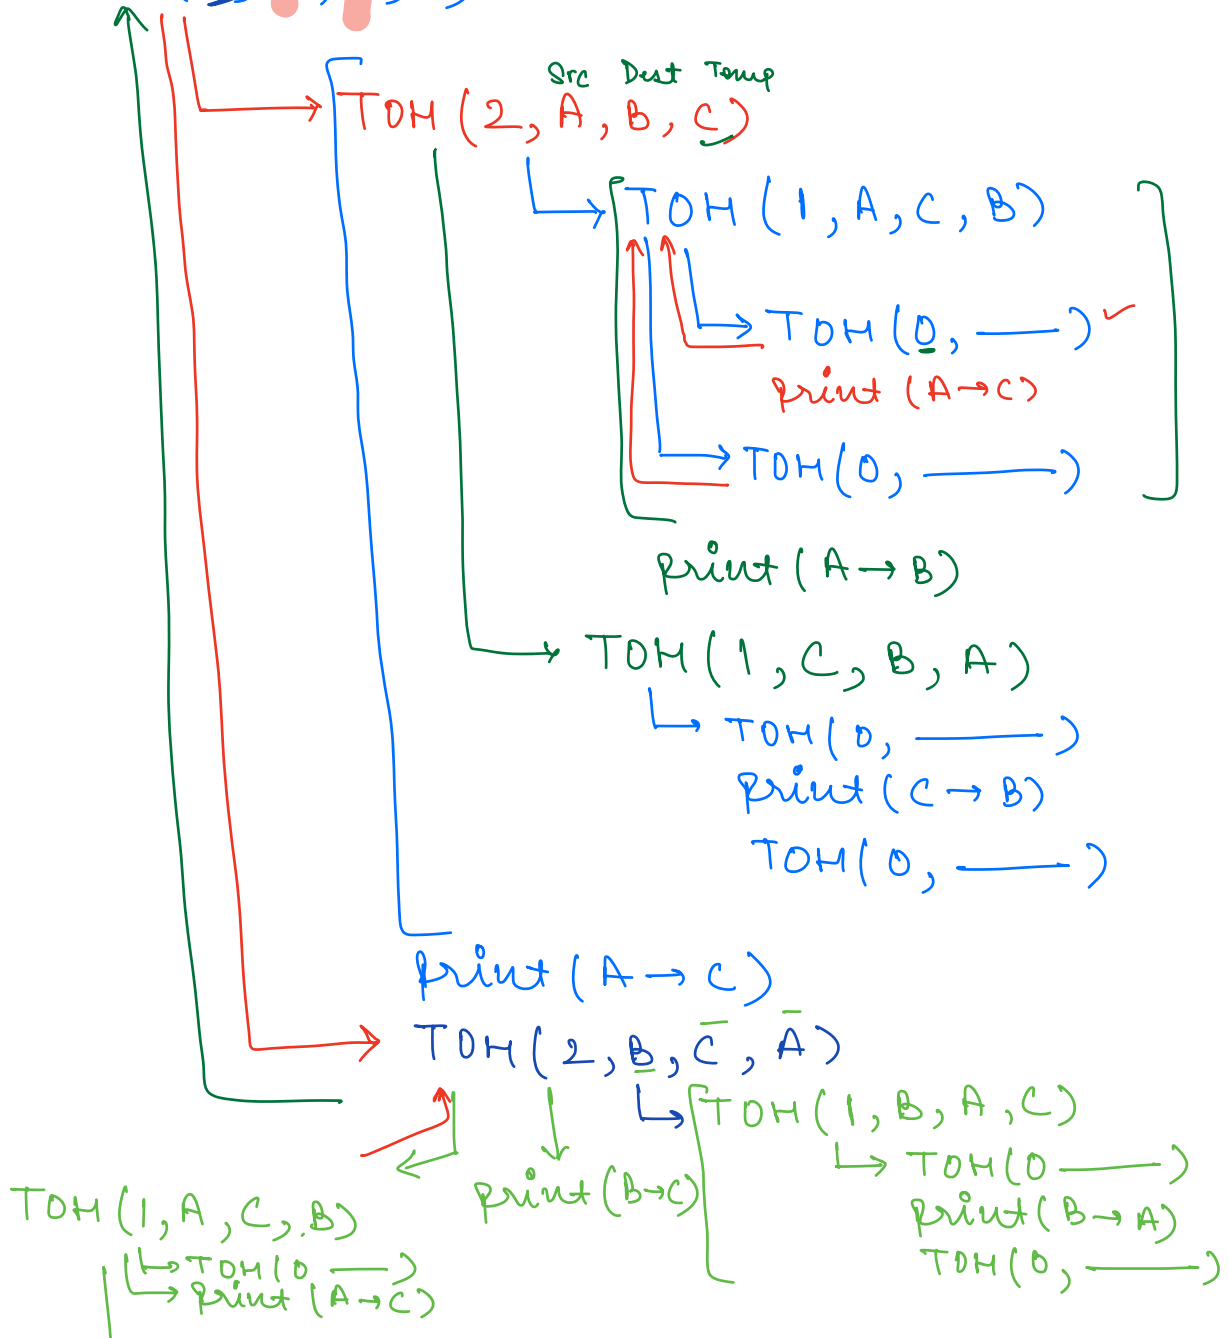 Src Dest Temp
TOH (2, A, B, C)
TOH (1, A, C, B)
TOH (0, ——)
print (A→C)
TOH (0, ——)
print (A → B)
TOH (1, C, B, A)
TOH (0, ——)
print (C → B)
TOH (0, ——)
print (A → C)
TOH (2, B, C, A)
TOH (1, B, A, C)
TOH (0 ——)
print (B→C)
print (B → A)
TOH (1, A, C, B)
TOH (0, ——)
TOH (0 ——)
print (A→C)